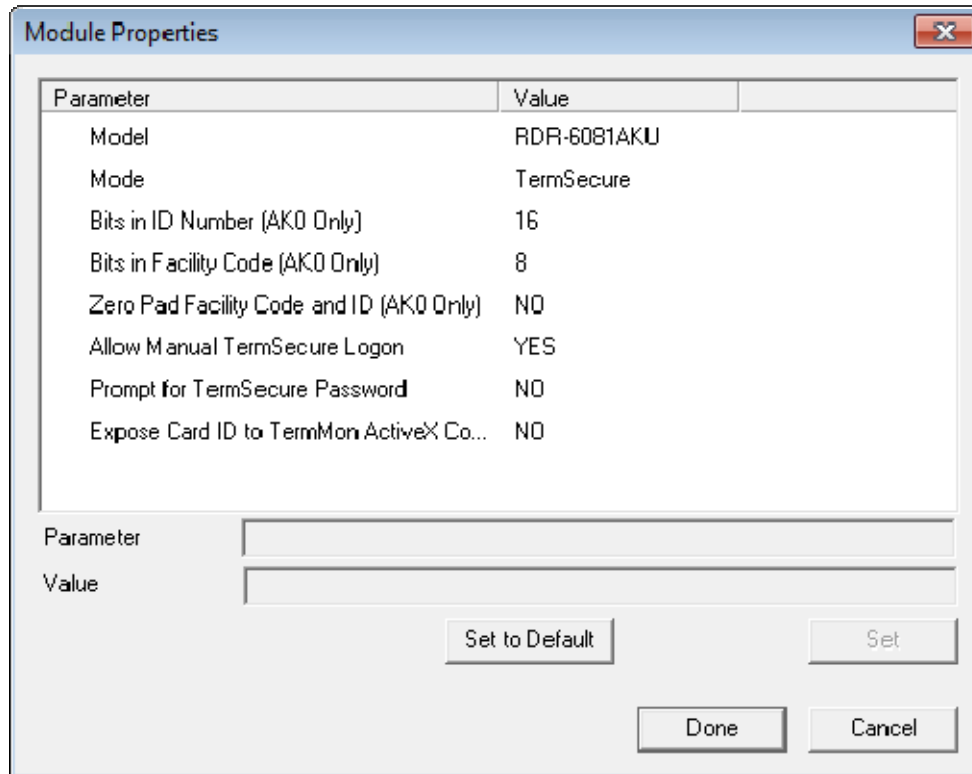 Module Properties
Parameter Value
Model RDR-6081AKU
Mode TermSecure
Bits in ID Number (AK0 Only) 16
Bits in Facility Code (AK0 Only) 8
Zero Pad Facility Code and ID (AK0 Only) NO
Allow Manual TermSecure Logon YES
Prompt for TermSecure Password NO
Expose Card ID to TermMon ActiveX Co... NO
Parameter
Value
Set to Default Set
Done Cancel